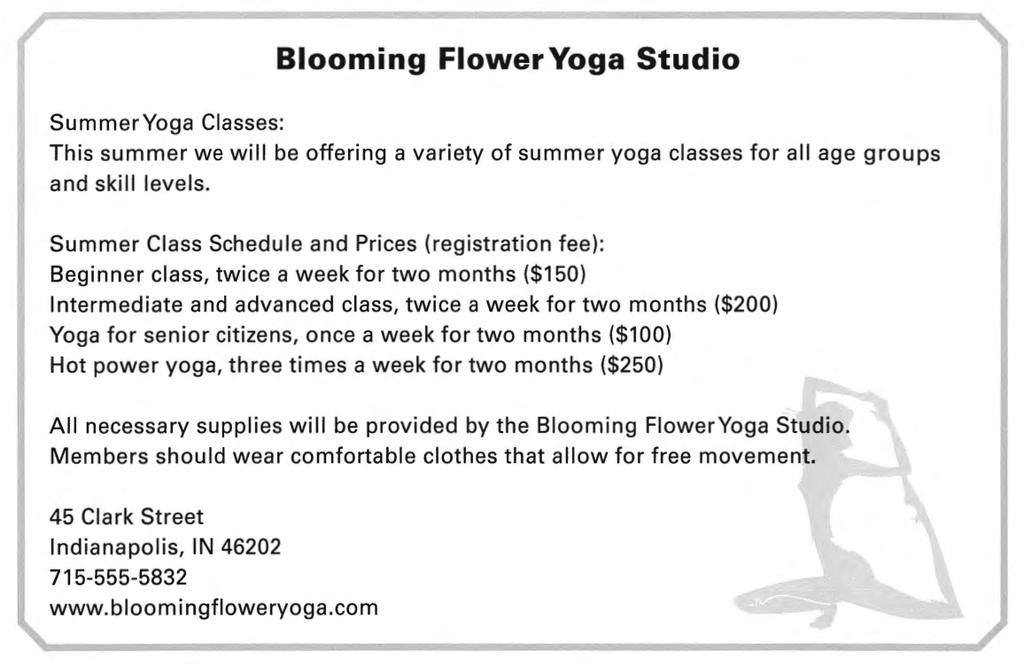 Blooming Flower Yoga Studio
Summer Yoga Classes:
This summer we will be offering a variety of summer yoga classes for all age groups
and skill levels.
Summer Class Schedule and Prices (registration fee):
Beginner class, twice a week for two months ($150)
Intermediate and advanced class, twice a week for two months ($200)
Yoga for senior citizens, once a week for two months ($100)
Hot power yoga, three times a week for two months ($250)
All necessary supplies will be provided by the Blooming Flower Yoga Studio.
Members should wear comfortable clothes that allow for free movement.
45 Clark Street
Indianapolis, IN 46202
715-555-5832
www.bloomingfloweryoga.com